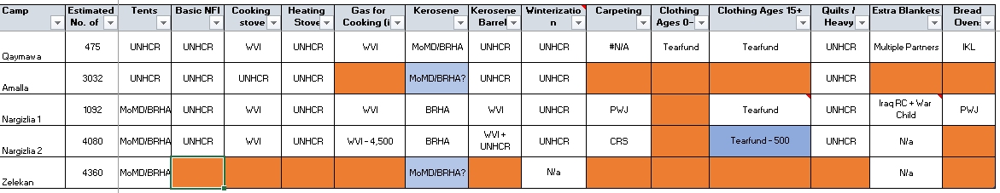 Camp Estimated No. of Tents Basic NFI Cooking stove Heating Stove Gas for Cooking (i Kerosene Kerosene Barrel Winterizatio n Carpeting Clothing Ages 0- Clothing Ages 15+ Quilts / Heavy Extra Blankets Bread Oven
Qaymawa 475 UNHCR UNHCR WVI UNHCR WVI MoMD/BRHA UNHCR UNHCR #N/A Tearfund Tearfund UNHCR Multiple Partners IKL
Amalla 3032 UNHCR UNHCR UNHCR UNHCR MoMD/BRHA? UNHCR UNHCR UNHCR
Nargizlia 1 1092 MoMD/BRHA UNHCR WVI UNHCR WVI BRHA WVI UNHCR PWJ Tearfund UNHCR Iraq RC + War Child PWJ
Nargizlia 2 4080 MoMD/BRHA UNHCR WVI UNHCR WVI - 4,500 BRHA WVI + UNHCR UNHCR CRS Tearfund - 500 UNHCR N/a
Zelekan 4360 MoMD/BRHA MoMD/BRHA? N/a N/a